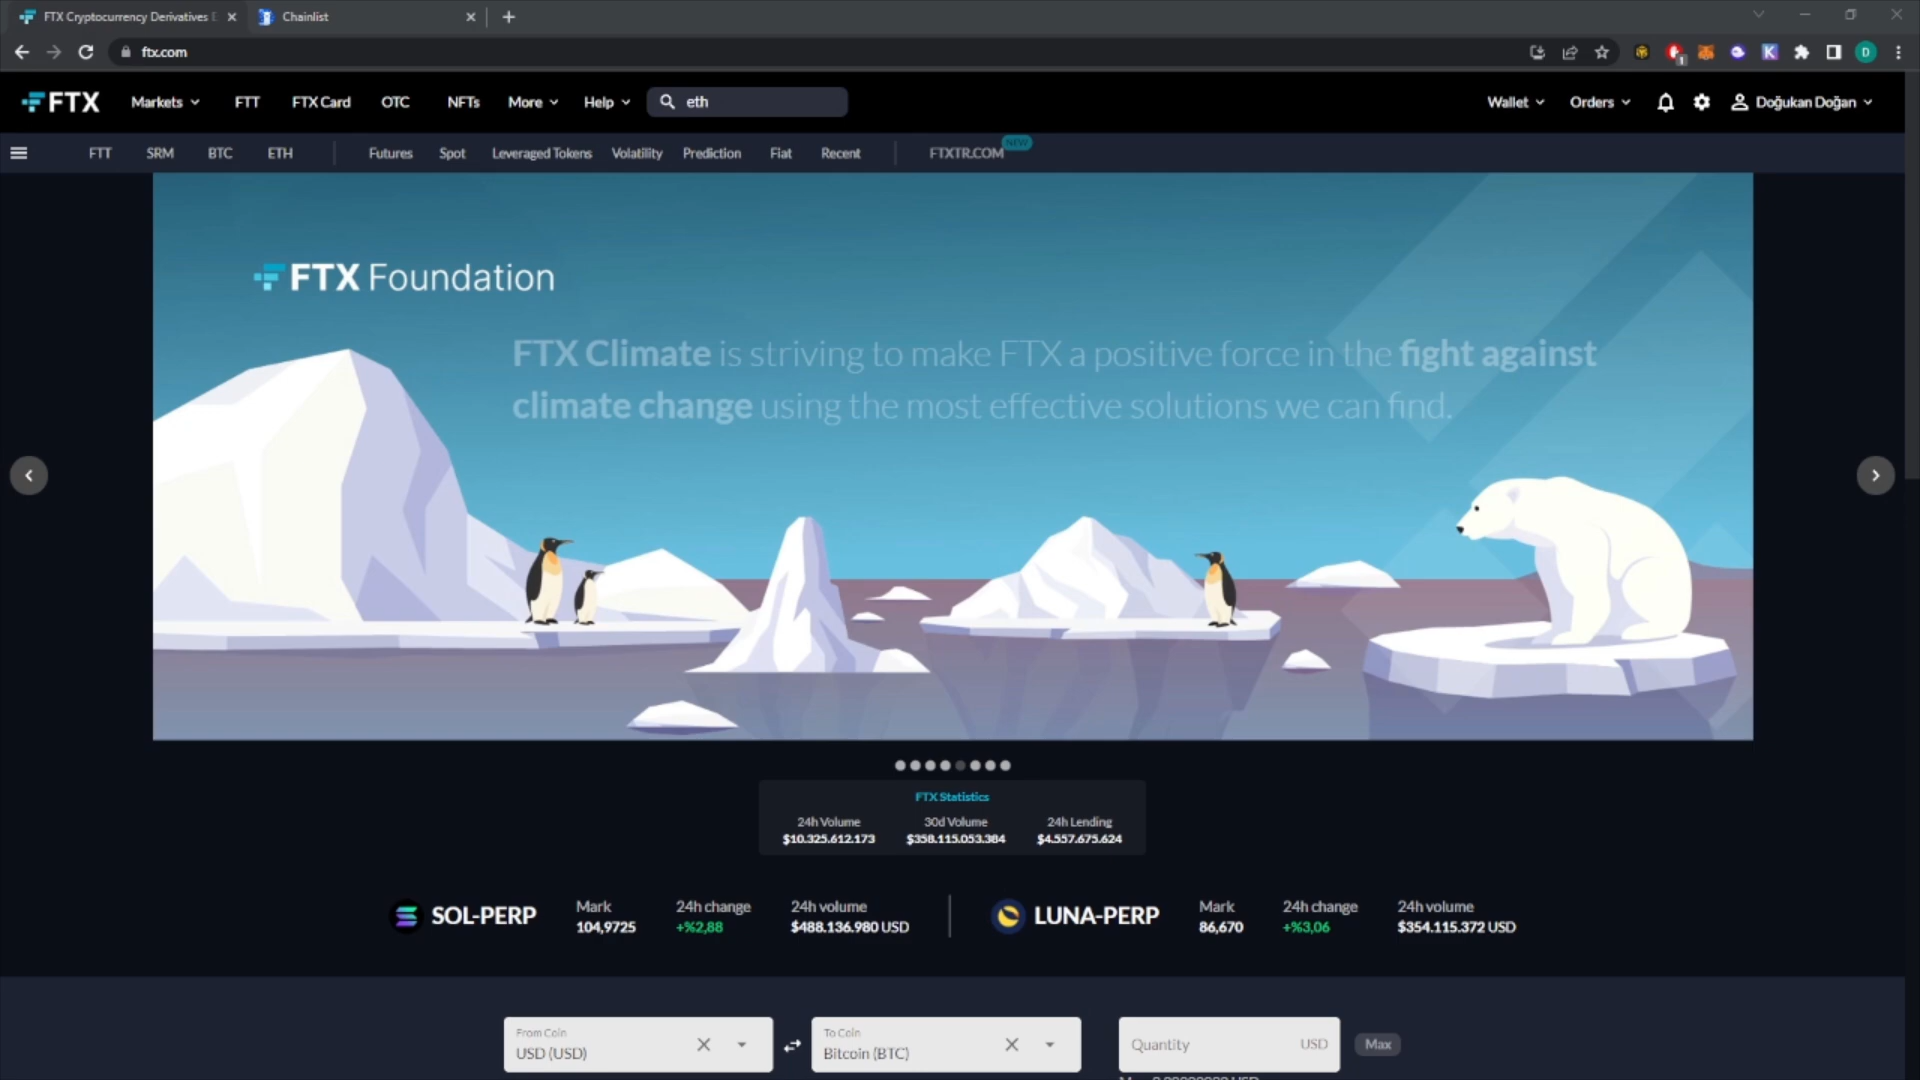 FTX Cryptocurrency Derivatives E
Chainlist
ftx.com
FTX
Markets
FTT
FTX Card
OTC
NFTs
More
Help
eth
Wallet
Orders
Doğukan Doğan
FTT
SRM
BTC
ETH
Futures
Spot
Leveraged Tokens
Volatility
Prediction
Fiat
Recent
FTXTR.COM
NEW
FTX Foundation
FTX Climate is striving to make FTX a positive force in the fight against
climate change using the most effective solutions we can find.
FTX Statistics
24h Volume 30d Volume 24h Lending
$10.325.612.173 $358.115.053.384 $4.557.675.624
SOL-PERP
Mark
104,9725
24h change
+%2,88
24h volume
$488.136.980 USD
LUNA-PERP
Mark
86,670
24h change
+%3,06
24h volume
$354.115.372 USD
From Coin
USD (USD)
To Coin
Bitcoin (BTC)
Quantity
USD
Max